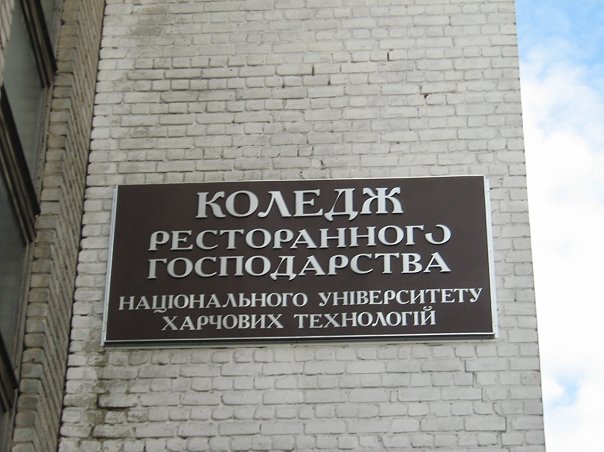 КОЛЕДЖ
РЕСТОРАННОГО
ГОСПОДАРСТВА
НАЦІОНАЛЬНОГО УНІВЕРСИТЕТУ
ХАРЧОВИХ ТЕХНОЛОГІЙ